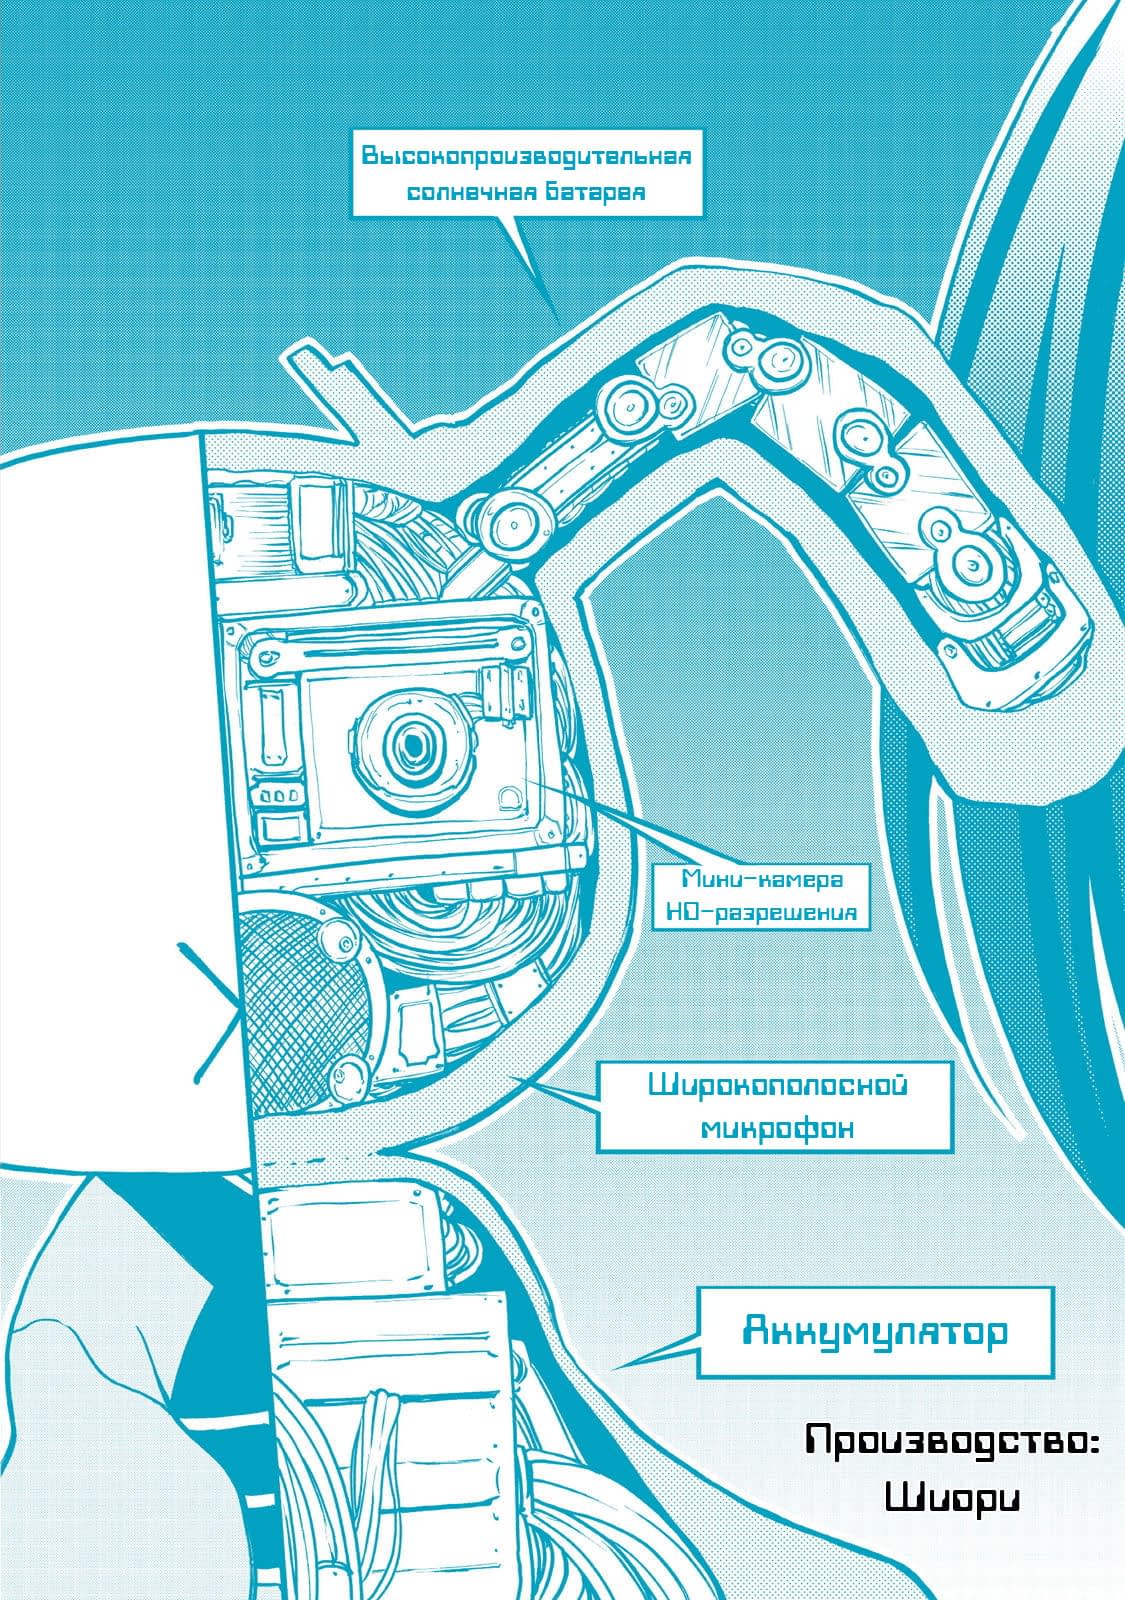 Высокопроизводительная
солнечная батарея
Мини-камера
HD-разрешения
Широкополосной
микрофон
Аккумулятор
Производство:
Шиори